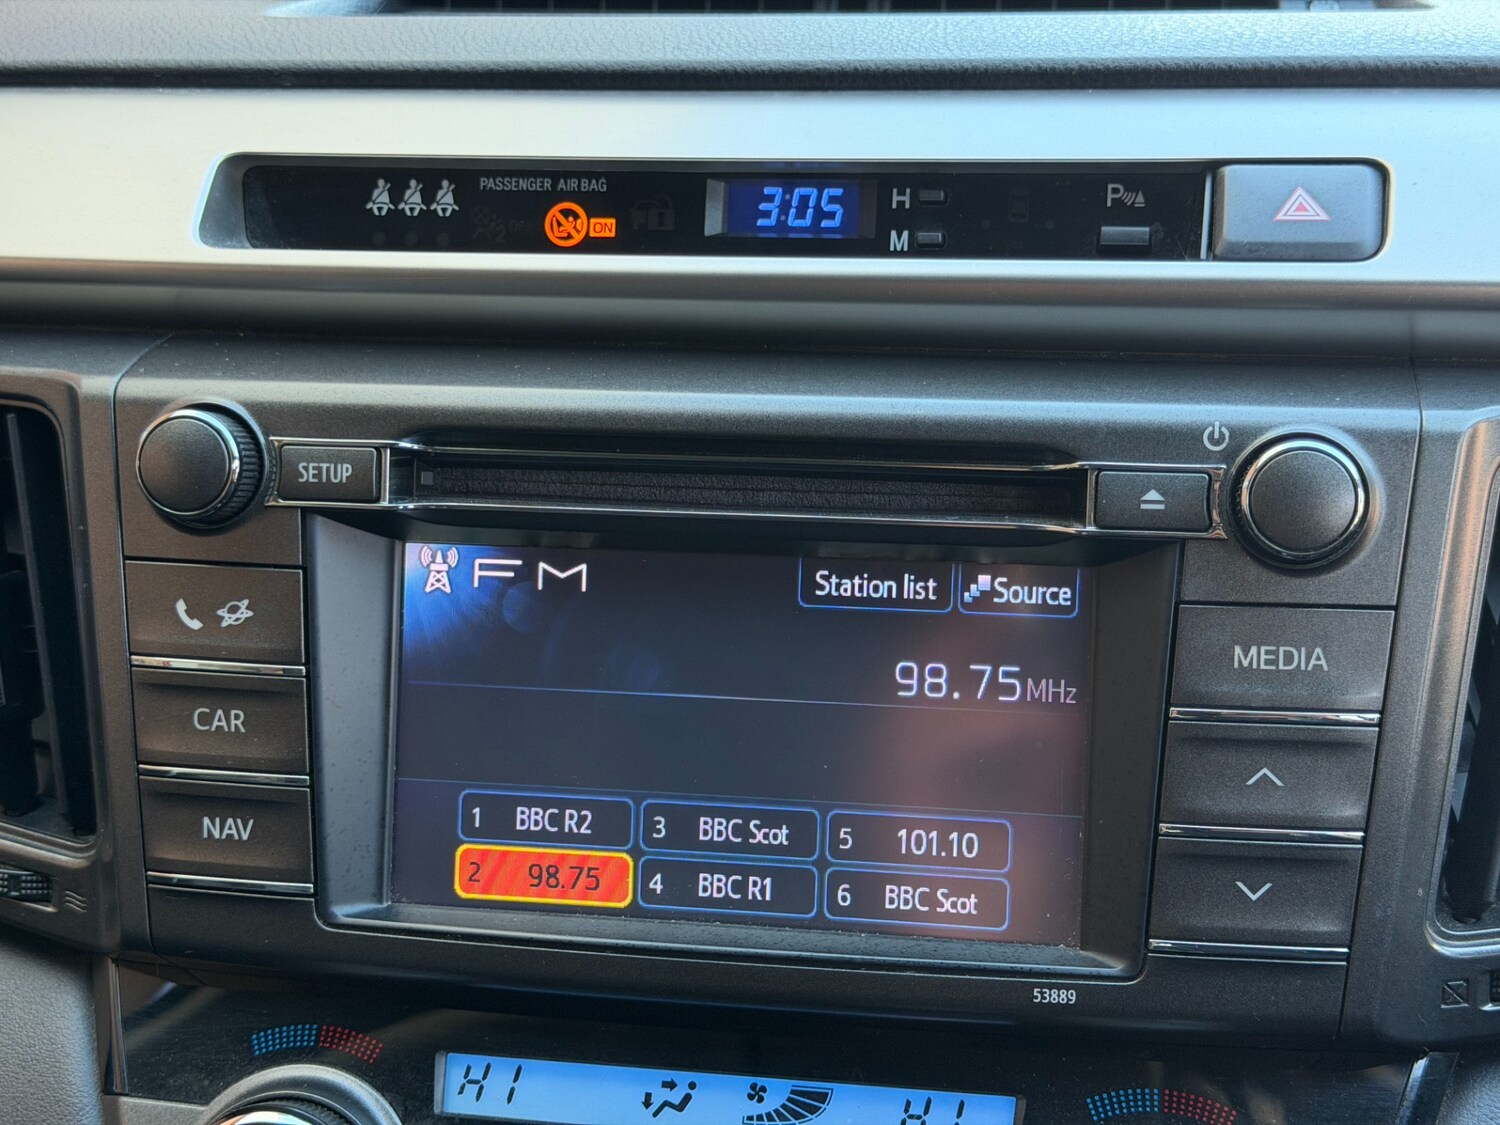 PASSENGER AIR BAG
ON
3:05
H
M
P
SETUP
FM
Station list
Source
98.75MHz
MEDIA
CAR
NAV
1 BBC R2
3 BBC Scot
5 101.10
2 98.75
4 BBC R1
6 BBC Scot
53889
HI
HI